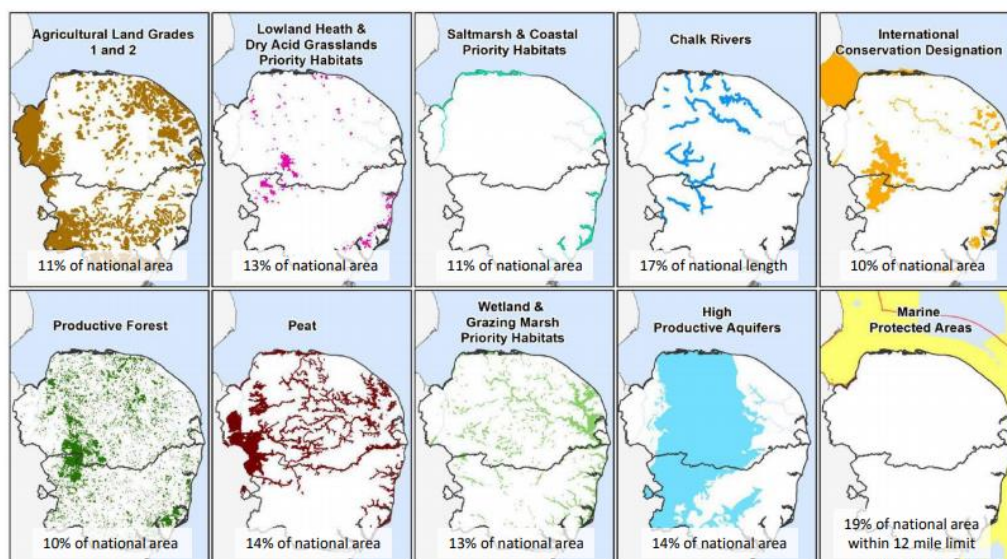 Agricultural Land Grades
1 and 2
11% of national area
Lowland Heath &
Dry Acid Grasslands
Priority Habitats
13% of national area
Saltmarsh & Coastal
Priority Habitats
11% of national area
Chalk Rivers
17% of national length
International
Conservation Designation
10% of national area
Productive Forest
10% of national area
Peat
14% of national area
Wetland &
Grazing Marsh
Priority Habitats
13% of national area
High
Productive Aquifers
14% of national area
Marine
Protected Areas
19% of national area
within 12 mile limit